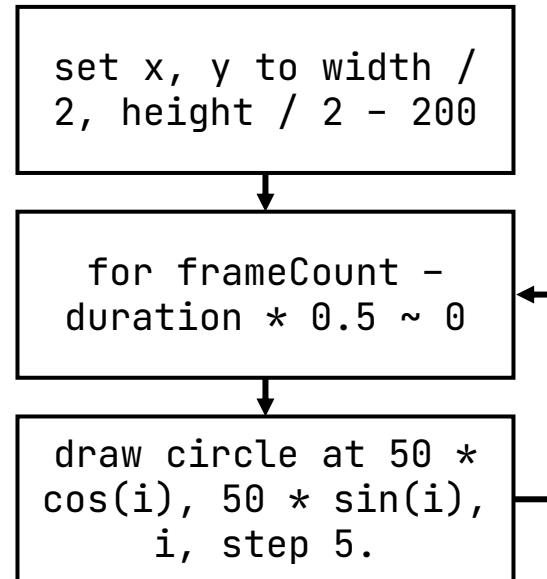 set x, y to width /
2, height / 2 – 200
for frameCount –
duration * 0.5 ~ 0
draw circle at 50 *
cos(i), 50 * sin(i),
i, step 5.